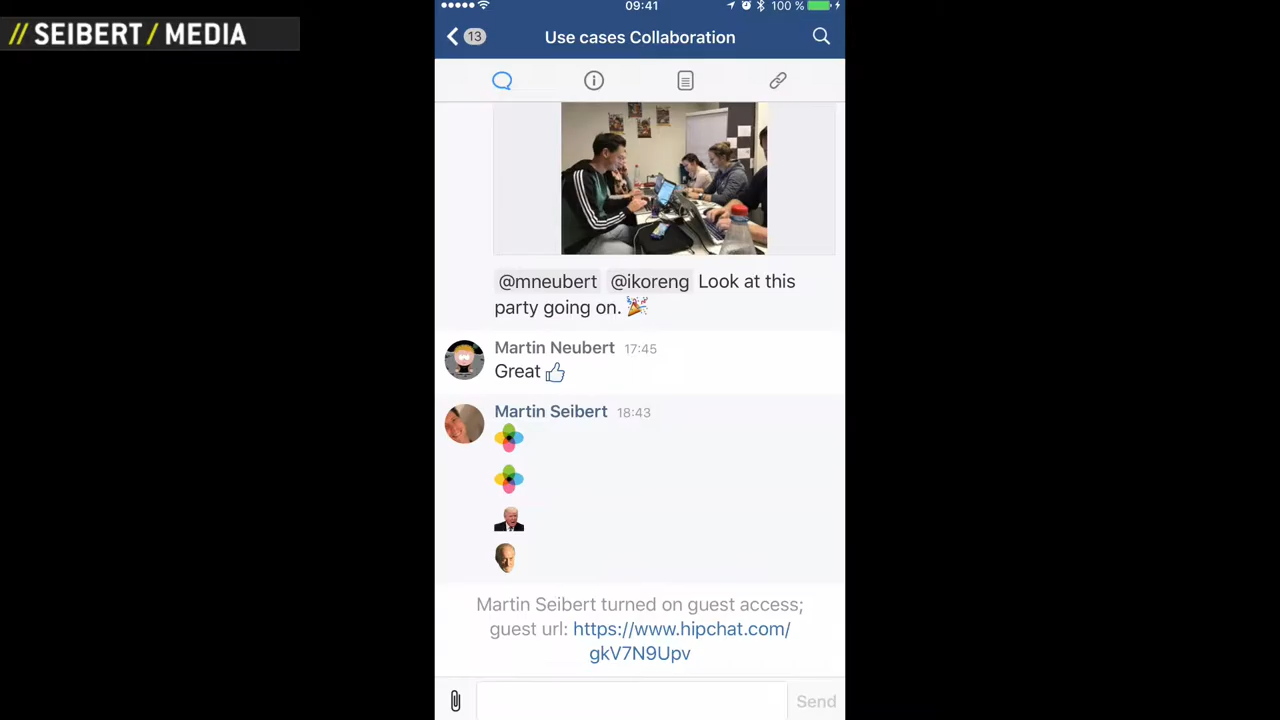 // SEIBERT / MEDIA
09:41
100 %
13
Use cases Collaboration
@mneubert @ikoreng Look at this
party going on.
Martin Neubert 17:45
Great
Martin Seibert 18:43
Martin Seibert turned on guest access;
guest url: https://www.hipchat.com/
gkV7N9Upv
Send